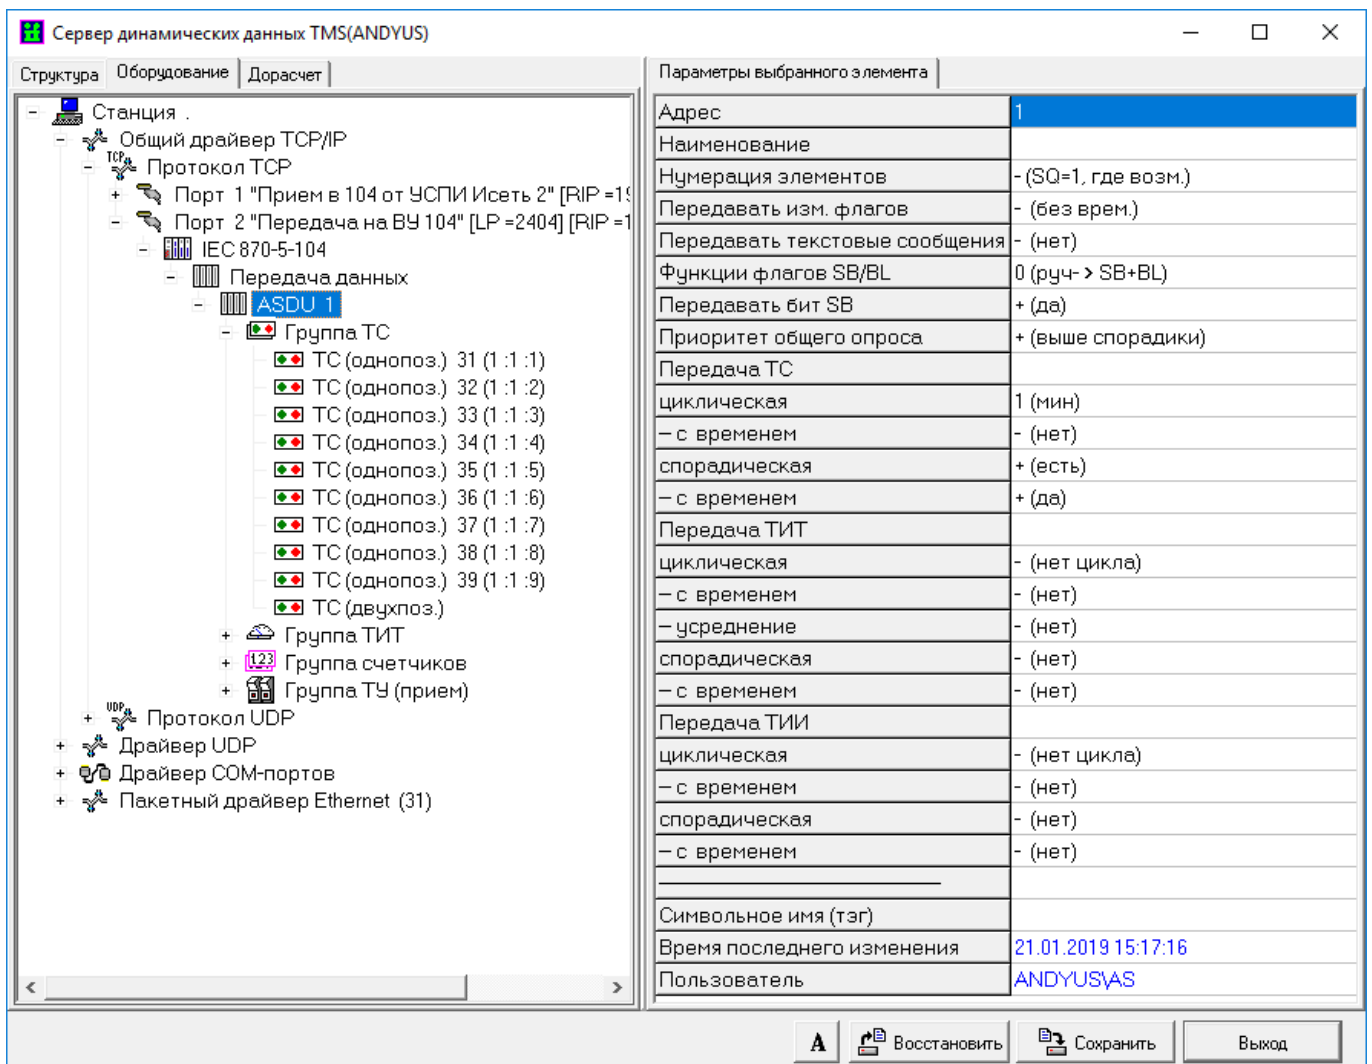 Сервер динамических данных TMS(ANDYUS)
Структура Оборудование Дорасчет
Станция .
Общий драйвер TCP/IP
TCP Протокол TCP
Порт 1 "Прием в 104 от УСПИ Исеть 2" [RIP =19
Порт 2 "Передача на ВУ 104" [LP =2404] [RIP =1
IEC 870-5-104
Передача данных
ASDU 1
Группа ТС
ТС (однопоз.) 31 (1 :1 :1)
ТС (однопоз.) 32 (1 :1 :2)
ТС (однопоз.) 33 (1 :1 :3)
ТС (однопоз.) 34 (1 :1 :4)
ТС (однопоз.) 35 (1 :1 :5)
ТС (однопоз.) 36 (1 :1 :6)
ТС (однопоз.) 37 (1 :1 :7)
ТС (однопоз.) 38 (1 :1 :8)
ТС (однопоз.) 39 (1 :1 :9)
ТС (двухпоз.)
Группа ТИТ
123 Группа счетчиков
Группа ТУ (прием)
UDP Протокол UDP
Драйвер UDP
Драйвер COM-портов
Пакетный драйвер Ethernet (31)
Параметры выбранного элемента
Адрес 1
Наименование
Нумерация элементов - (SQ=1, где возм.)
Передавать изм. флагов - (без врем.)
Передавать текстовые сообщения - (нет)
Функции флагов SB/BL 0 (руч-> SB+BL)
Передавать бит SB + (да)
Приоритет общего опроса + (выше спорадики)
Передача ТС
циклическая 1 (мин)
— с временем - (нет)
спорадическая + (есть)
— с временем + (да)
Передача ТИТ
циклическая - (нет цикла)
— с временем - (нет)
— усреднение - (нет)
спорадическая - (нет)
— с временем - (нет)
Передача ТИИ
циклическая - (нет цикла)
— с временем - (нет)
спорадическая - (нет)
— с временем - (нет)
Символьное имя (тэг)
Время последнего изменения 21.01.2019 15:17:16
Пользователь ANDYUS\AS
A Восстановить Сохранить Выход